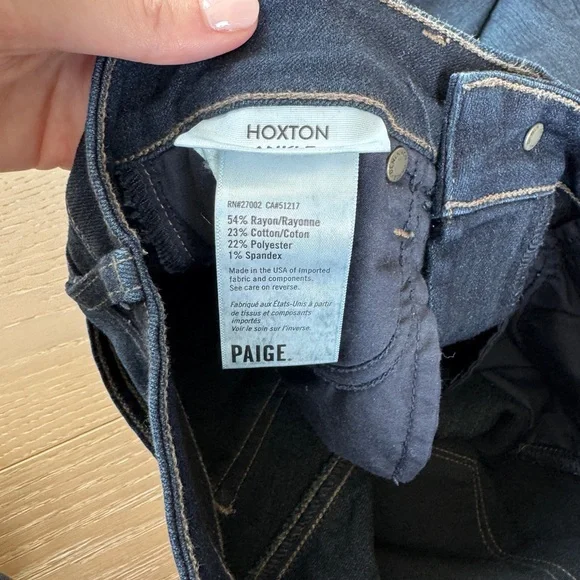 HOXTON
ANKLE
RN#27002 CA#51217
54% Rayon/Rayonne
23% Cotton/Coton
22% Polyester
1% Spandex
Made in the USA of imported
fabric and components.
See care on reverse.
Fabriqué aux États-Unis à partir
de tissus et composants
importés.
Voir le soin sur l'inverse.
PAIGE.